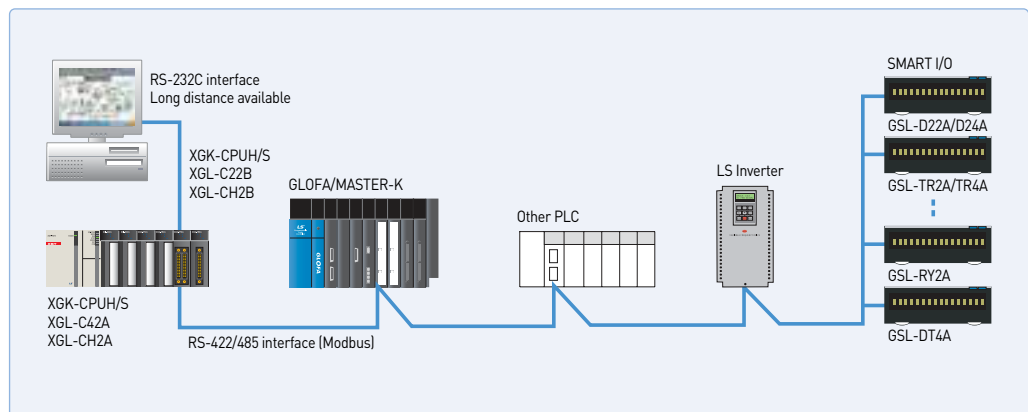 RS-232C interface
Long distance available
XGK-CPUH/S
XGL-C22B
XGL-CH2B
XGK-CPUH/S
XGL-C42A
XGL-CH2A
RS-422/485 interface (Modbus)
GLOFA/MASTER-K
LS
GLOFA
Other PLC
LS Inverter
SMART I/O
GSL-D22A/D24A
GSL-TR2A/TR4A
GSL-RY2A
GSL-DT4A